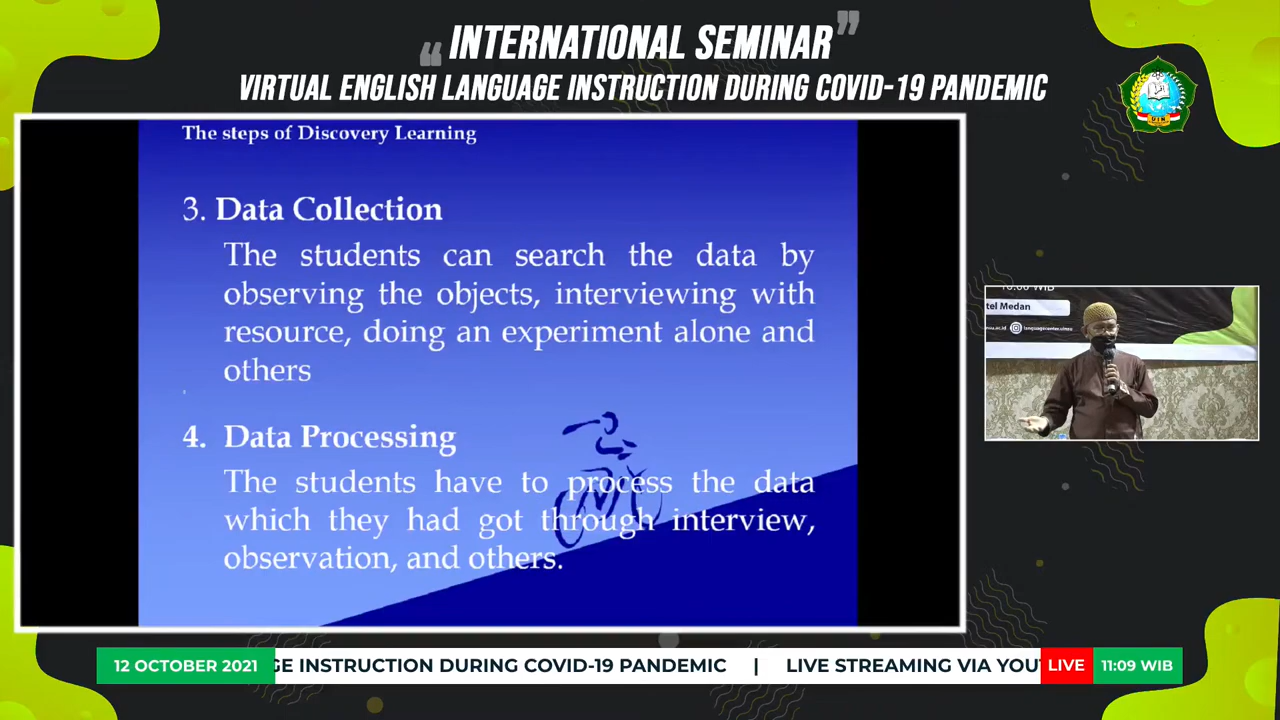 “ INTERNATIONAL SEMINAR ”
VIRTUAL ENGLISH LANGUAGE INSTRUCTION DURING COVID-19 PANDEMIC
UIN
The steps of Discovery Learning
3. Data Collection
The students can search the data by
observing the objects, interviewing with
resource, doing an experiment alone and
others
4. Data Processing
The students have to process the data
which they had got through interview,
observation, and others.
WIB
tel Medan
12 OCTOBER 2021
GE INSTRUCTION DURING COVID-19 PANDEMIC | LIVE STREAMING VIA YOU
LIVE
11:09 WIB